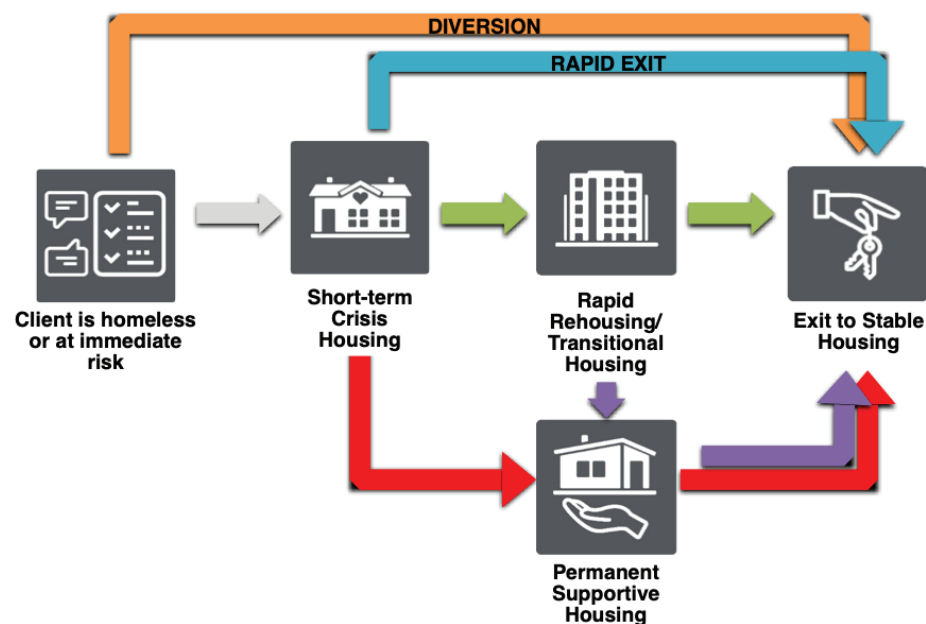 DIVERSION
RAPID EXIT
Client is homeless
or at immediate
risk
Short-term
Crisis
Housing
Rapid
Rehousing/
Transitional
Housing
Exit to Stable
Housing
Permanent
Supportive
Housing